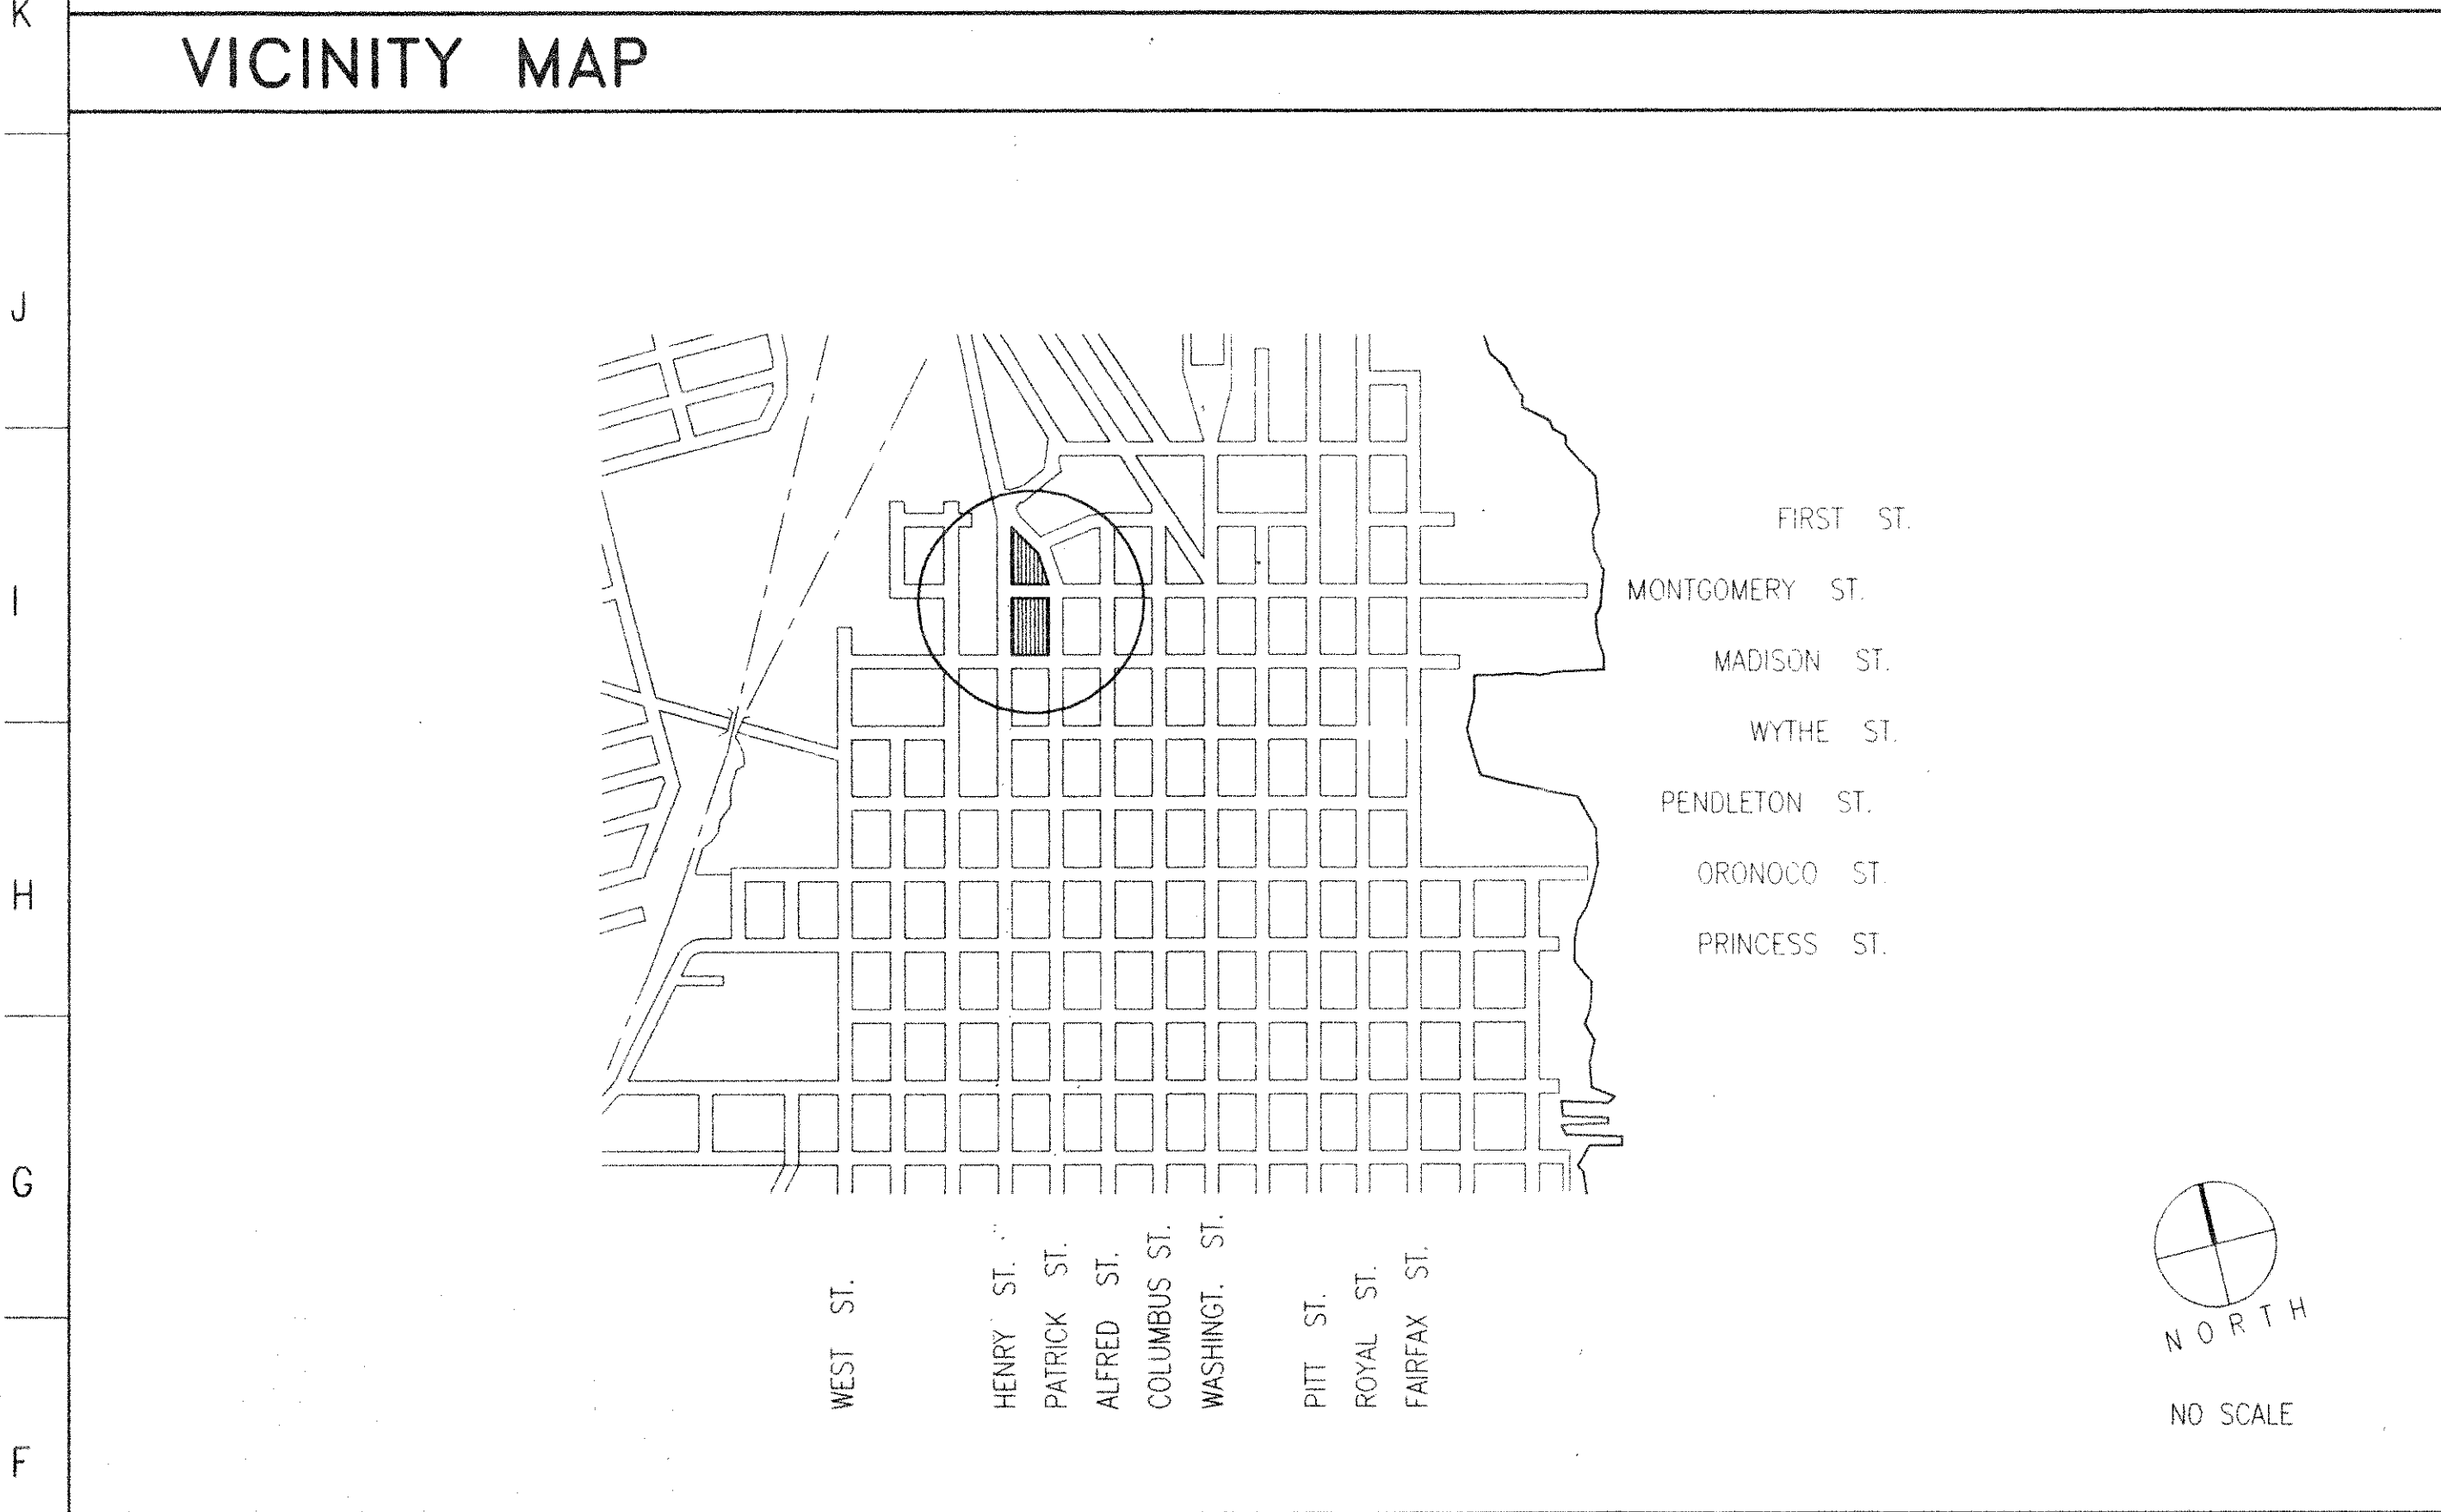 K
VICINITY MAP
J
I
H
G
F
FIRST ST.
MONTGOMERY ST.
MADISON ST.
WYTHE ST.
PENDLETON ST.
ORONOCO ST.
PRINCESS ST.
WEST ST.
HENRY ST.
PATRICK ST.
ALFRED ST.
COLUMBUS ST.
WASHINGT. ST.
PITT ST.
ROYAL ST.
FAIRFAX ST.
NORTH
NO SCALE